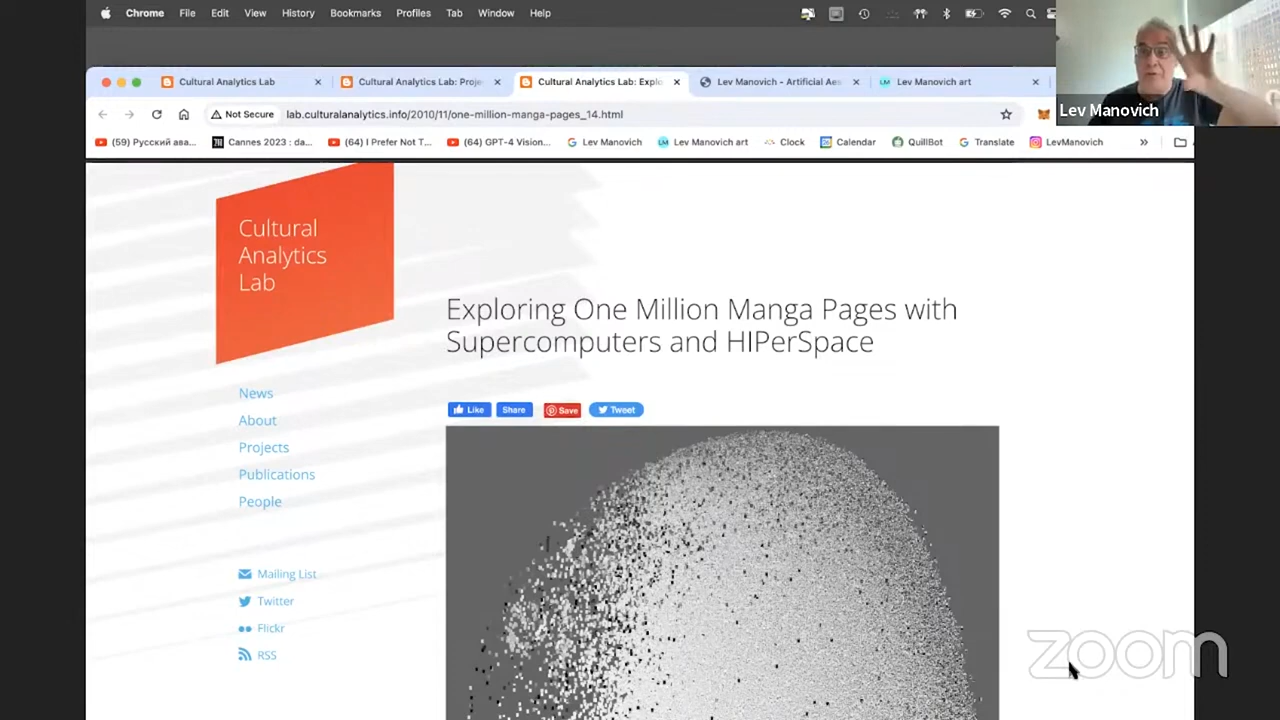 Chrome File Edit View History Bookmarks Profiles Tab Window Help
Cultural Analytics Lab
Cultural Analytics Lab: Proje
Cultural Analytics Lab: Explo
Lev Manovich - Artificial Aes
Lev Manovich art
Not Secure
lab.culturalanalytics.info/2010/11/one-million-manga-pages_14.html
(59) Русский ава...
Cannes 2023 : da...
(64) I Prefer Not T...
(64) GPT-4 Vision...
Lev Manovich
Lev Manovich art
Clock
Calendar
QuillBot
Translate
LevManovich
Lev Manovich
Cultural
Analytics
Lab
Exploring One Million Manga Pages with
Supercomputers and HIPerSpace
Like Share Save Tweet
News
About
Projects
Publications
People
Mailing List
Twitter
Flickr
RSS
zoom